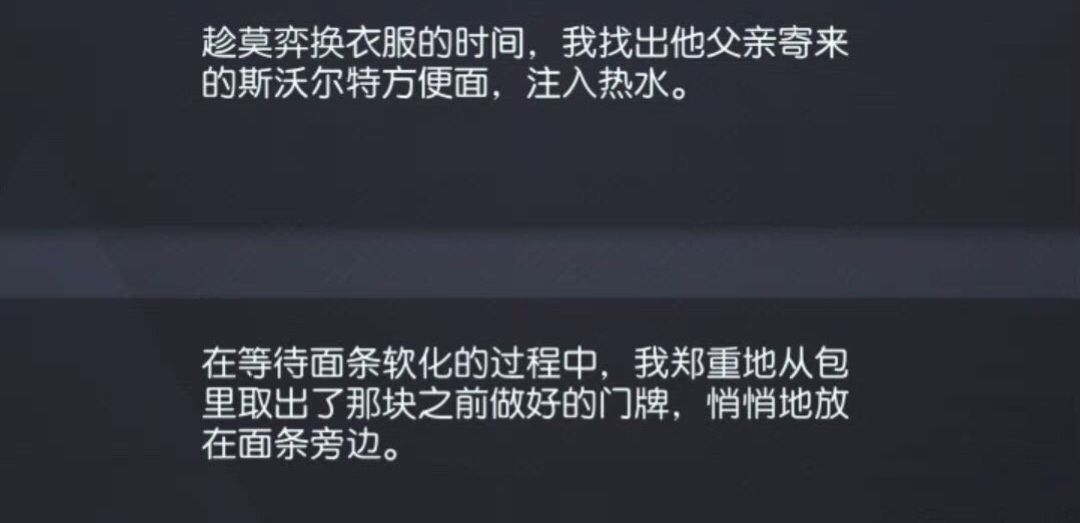 趁莫弈换衣服的时间，我找出他父亲寄来
的斯沃尔特方便面，注入热水。
在等待面条软化的过程中，我郑重地从包
里取出了那块之前做好的门牌，悄悄地放
在面条旁边。